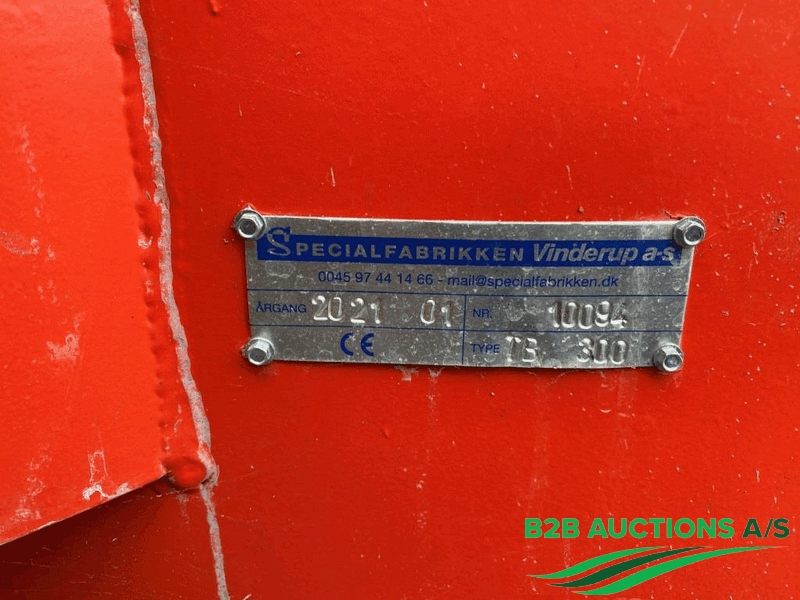 SPECIALFABRIKKEN Vinderup a-s
0045 97 44 14 66 - mail@specialfabrikken.dk
ÅRGANG 2021 01 NR. 10094
CE TYPE TB 300
B2B AUCTIONS A/S